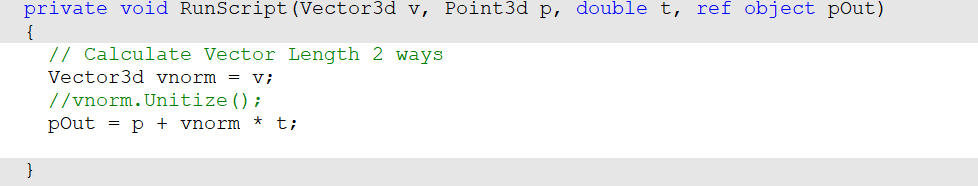 private void RunScript(Vector3d v, Point3d p, double t, ref object pOut)
{
// Calculate Vector Length 2 ways
Vector3d vnorm = v;
//vnorm.Unitize();
pOut = p + vnorm * t;
}